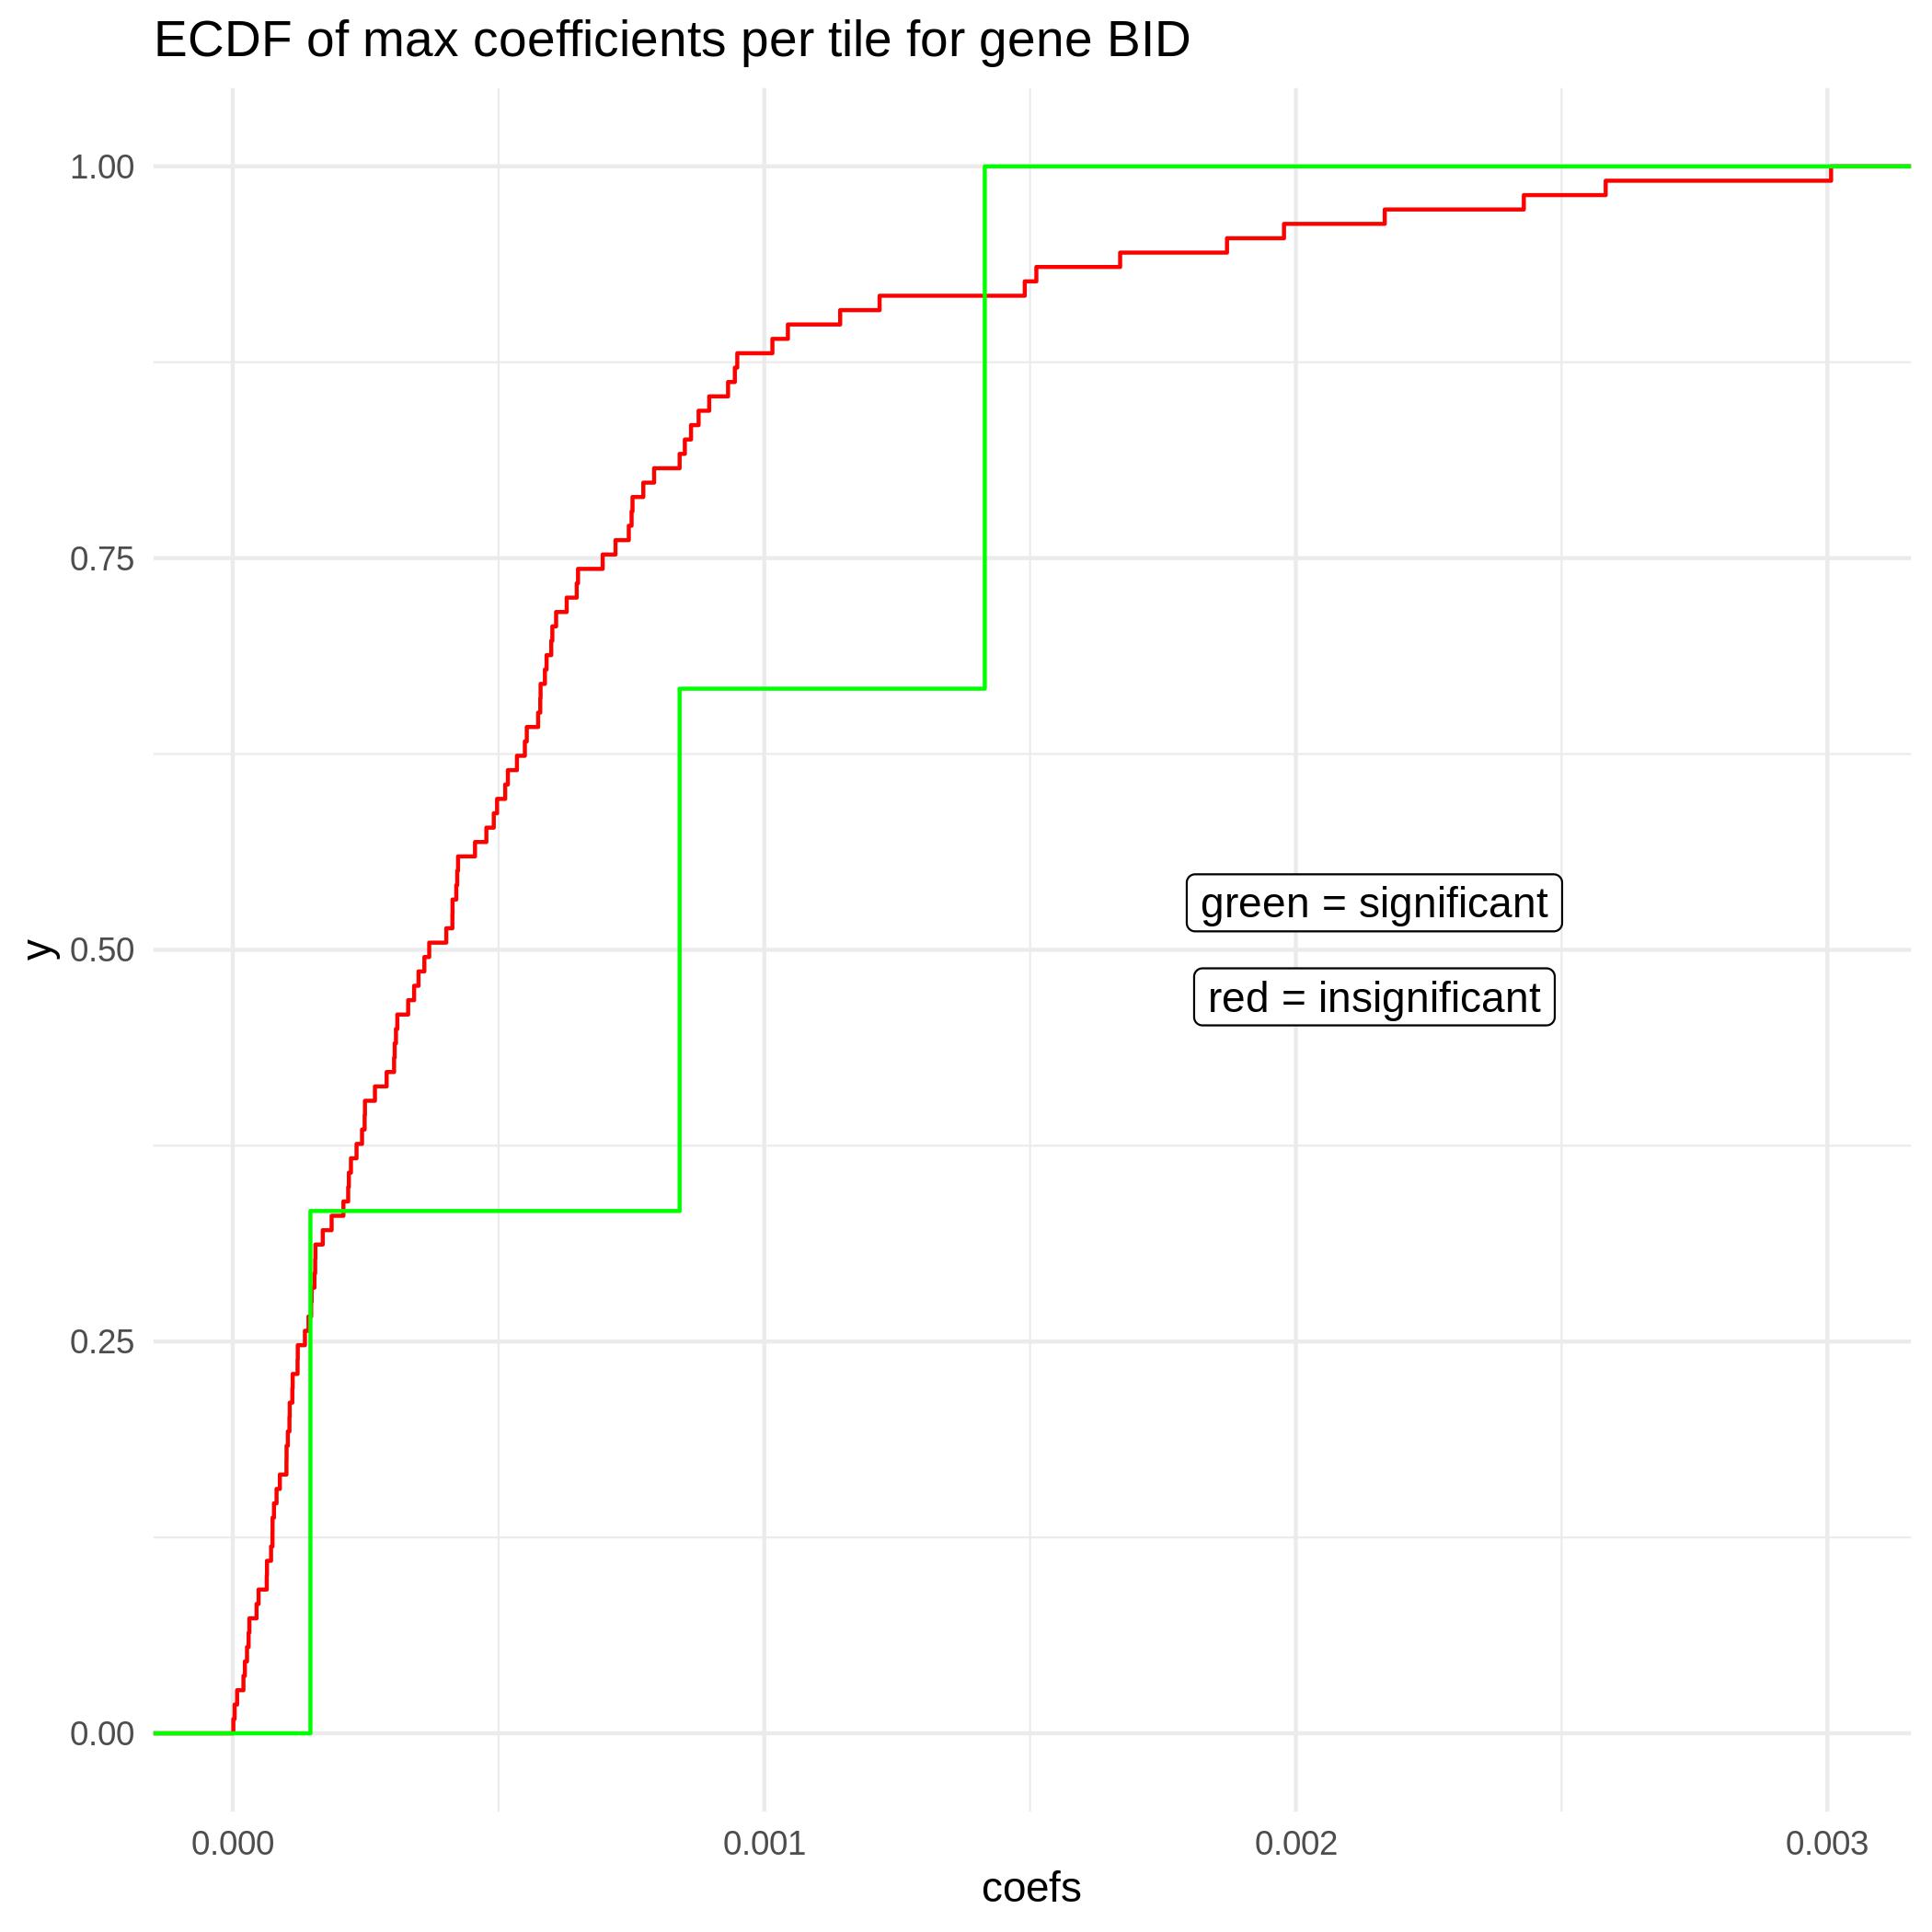 ECDF of max coefficients per tile for gene BID
1.00
0.75
0.50
0.25
0.00
y
green = significant
red = insignificant
0.000 0.001 0.002 0.003
coefs